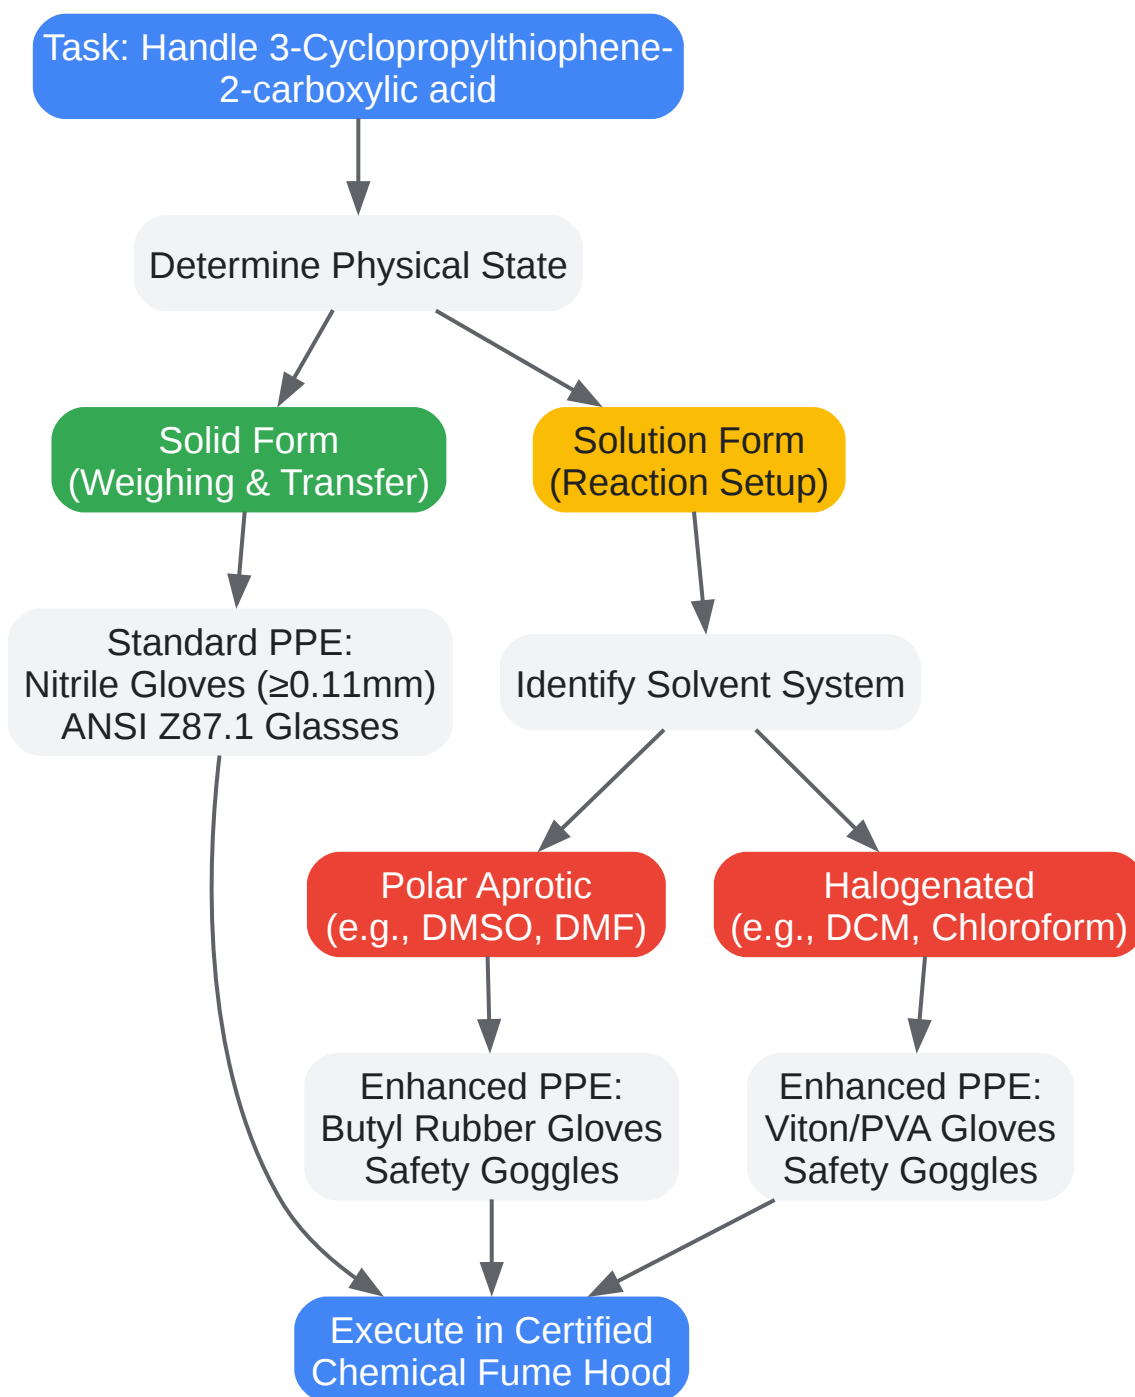 Task: Handle 3-Cyclopropylthiophene-
2-carboxylic acid
Determine Physical State
Solid Form
(Weighing & Transfer)
Solution Form
(Reaction Setup)
Standard PPE:
Nitrile Gloves (≥0.11mm)
ANSI Z87.1 Glasses
Identify Solvent System
Polar Aprotic
(e.g., DMSO, DMF)
Halogenated
(e.g., DCM, Chloroform)
Enhanced PPE:
Butyl Rubber Gloves
Safety Goggles
Enhanced PPE:
Viton/PVA Gloves
Safety Goggles
Execute in Certified
Chemical Fume Hood